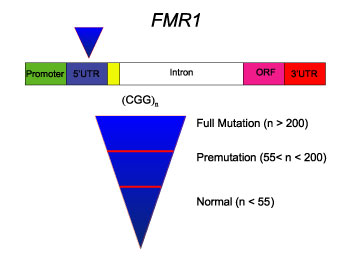 FMR1
Promoter 5'UTR Intron ORF 3'UTR
(CGG)n
Full Mutation (n > 200)
Premutation (55< n < 200)
Normal (n < 55)